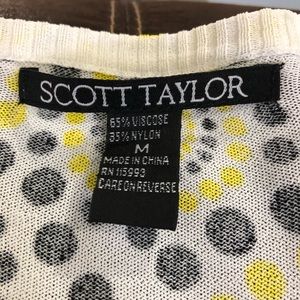 SCOTT TAYLOR
65% VISCOSE
35% NYLON
M
MADE IN CHINA
RN 115993
CARE ON REVERSE